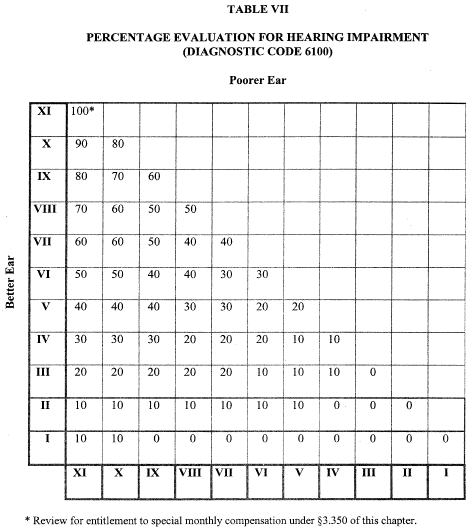 TABLE VII
PERCENTAGE EVALUATION FOR HEARING IMPAIRMENT
(DIAGNOSTIC CODE 6100)
Poorer Ear
Better Ear
XI 100*
X 90 80
IX 80 70 60
VIII 70 60 50 50
VII 60 60 50 40 40
VI 50 50 40 40 30 30
V 40 40 40 30 30 20 20
IV 30 30 30 20 20 20 10 10
III 20 20 20 20 20 10 10 10 0
II 10 10 10 10 10 10 10 0 0 0
I 10 10 0 0 0 0 0 0 0 0 0
XI X IX VIII VII VI V IV III II I
* Review for entitlement to special monthly compensation under §3.350 of this chapter.